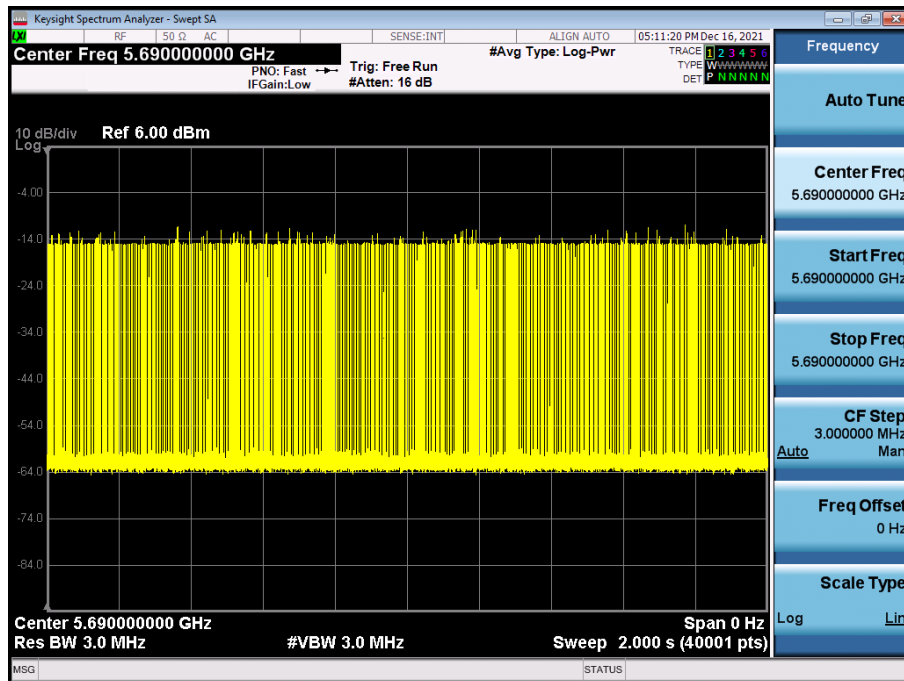 Keysight Spectrum Analyzer - Swept SA
LXI RF 50 Ω AC SENSE:INT ALIGN AUTO 05:11:20 PM Dec 16, 2021
Center Freq 5.690000000 GHz
#Avg Type: Log-Pwr
TRACE 1 2 3 4 5 6
TYPE WWWWWW
DET P N N N N N
PNO: Fast
IFGain:Low
Trig: Free Run
#Atten: 16 dB
Frequency
Auto Tune
10 dB/div Ref 6.00 dBm
Log
-4.00
-14.0
-24.0
-34.0
-44.0
-54.0
-64.0
-74.0
-84.0
Center Freq
5.690000000 GHz
Start Freq
5.690000000 GHz
Stop Freq
5.690000000 GHz
CF Step
3.000000 MHz
Auto Man
Freq Offset
0 Hz
Scale Type
Log Lin
Center 5.690000000 GHz Span 0 Hz
Res BW 3.0 MHz #VBW 3.0 MHz Sweep 2.000 s (40001 pts)
MSG STATUS